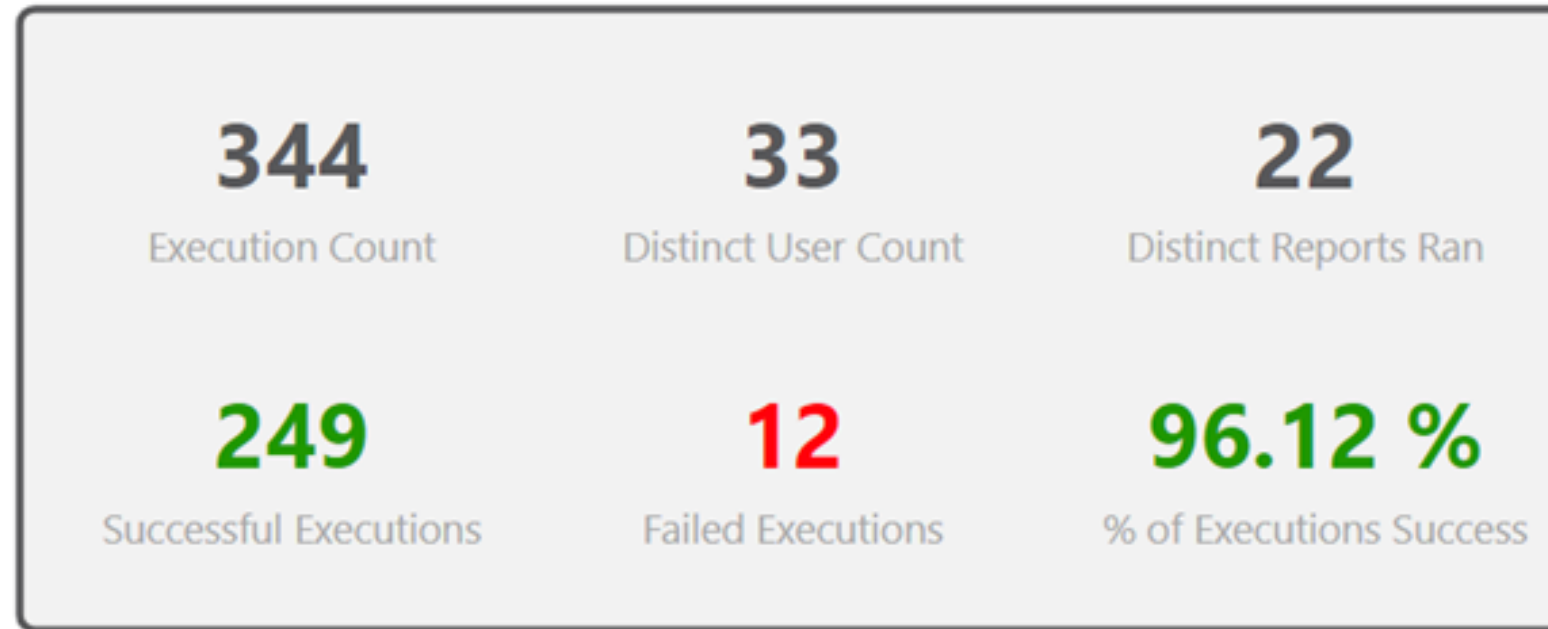 344 33 22
Execution Count Distinct User Count Distinct Reports Ran
249 12 96.12 %
Successful Executions Failed Executions % of Executions Success